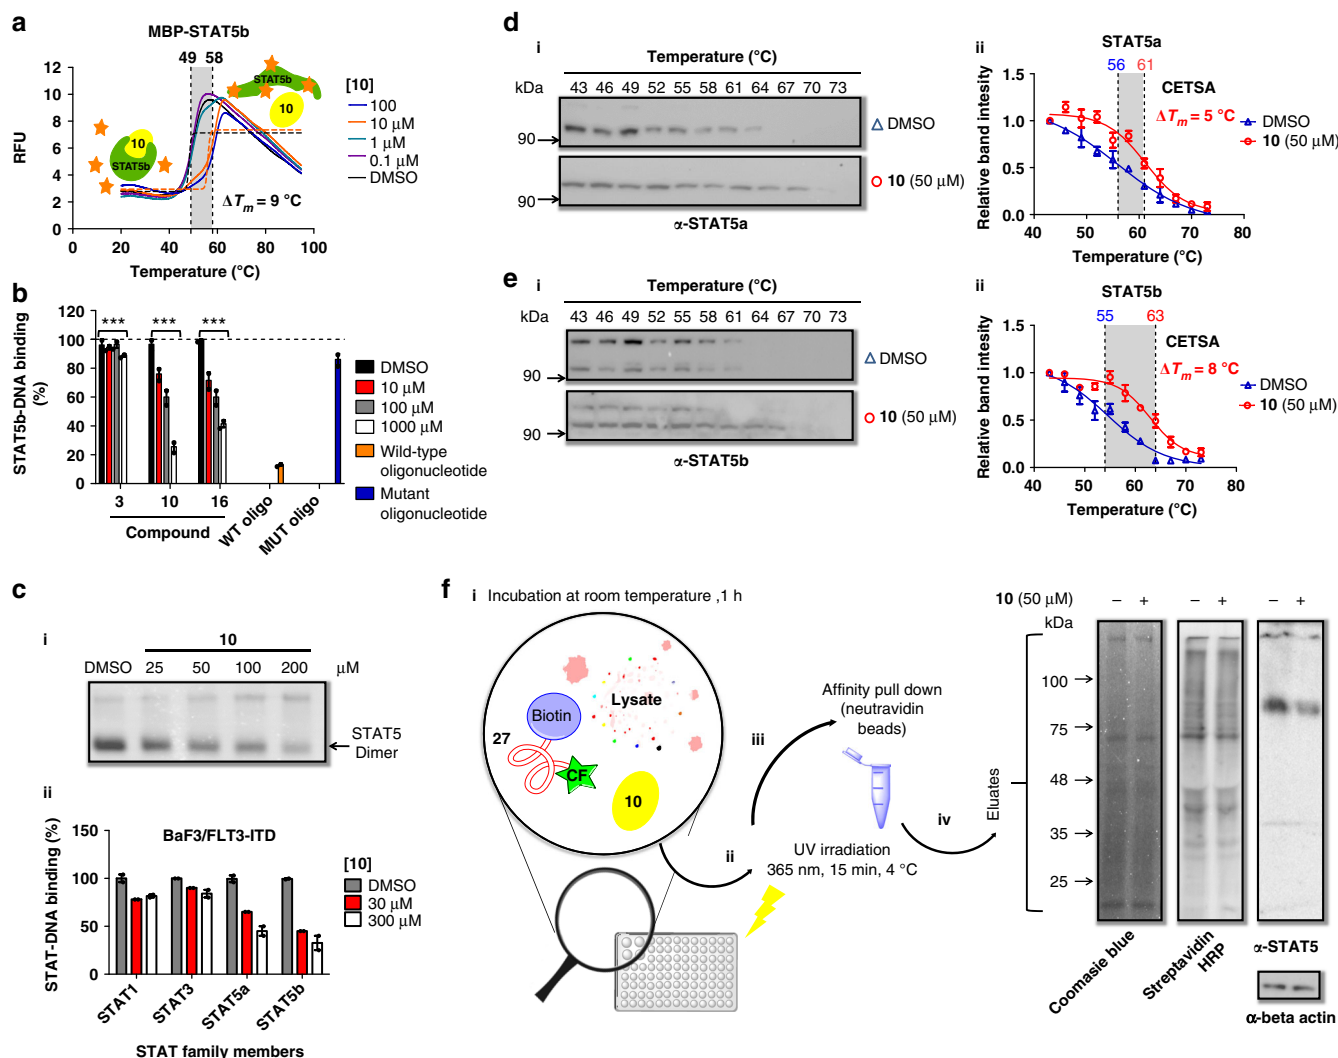 a
MBP-STAT5b
49 58
12
10
8
6
4
2
0
RFU
0 20 40 60 80 100
Temperature (°C)
STAT5b
10
10
STAT5b
ΔTm = 9 °C
[10]
100
10 μM
1 μM
0.1 μM
DMSO
b
STAT5b-DNA binding
(%)
120
100
80
60
40
20
0
*** *** ***
3 10 16
Compound
WT oligo
MUT oligo
DMSO
10 μM
100 μM
1000 μM
Wild-type
oligonucleotide
Mutant
oligonucleotide
c
i
10
DMSO 25 50 100 200 μM
STAT5
Dimer
ii
BaF3/FLT3-ITD
STAT-DNA binding (%)
150
100
50
0
STAT1
STAT3
STAT5a
STAT5b
STAT family members
[10]
DMSO
30 μM
300 μM
d
i
Temperature (°C)
kDa 43 46 49 52 55 58 61 64 67 70 73
90
DMSO
90
10 (50 μM)
α-STAT5a
ii
STAT5a
56 61
CETSA
ΔTm = 5 °C
DMSO
10 (50 μM)
Relative band intesity
1.5
1.0
0.5
0.0
40 50 60 70 80
Temperature (°C)
e
i
Temperature (°C)
kDa 43 46 49 52 55 58 61 64 67 70 73
90
DMSO
90
10 (50 μM)
α-STAT5b
ii
STAT5b
55 63
CETSA
ΔTm = 8 °C
DMSO
10 (50 μM)
Relative band intesity
1.5
1.0
0.5
0.0
40 50 60 70 80
Temperature (°C)
f
i Incubation at room temperature ,1 h
Biotin
27
CF
Lysate
10
ii
UV irradiation
365 nm, 15 min, 4 °C
iii
Affinity pull down
(neutravidin
beads)
iv
Eluates
10 (50 μM) – + – + – +
kDa
100
75
48
35
25
Coomasie blue
Streptavidin
HRP
α-STAT5
α-beta actin